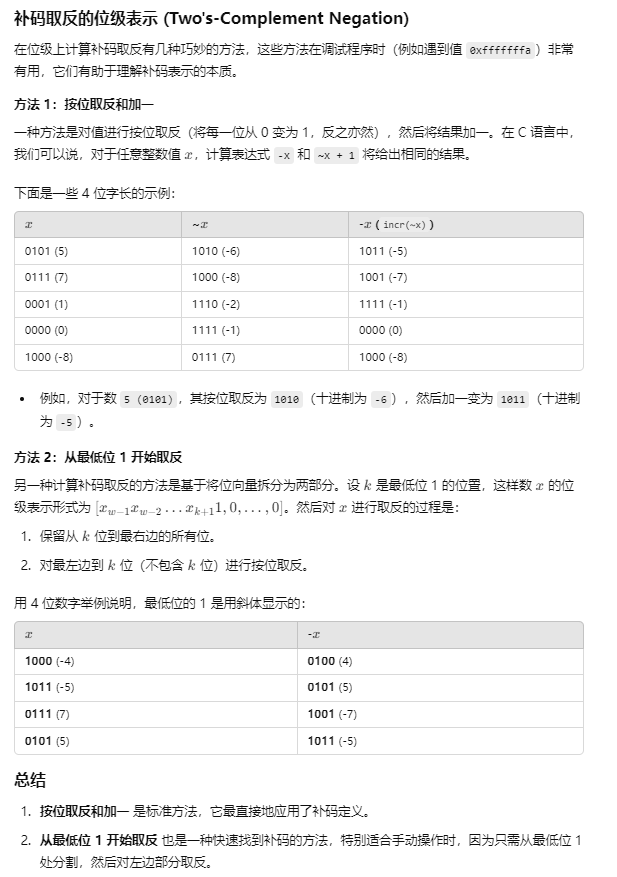 补码取反的位级表示 (Two's-Complement Negation)
在位级上计算补码取反有几种巧妙的方法，这些方法在调试程序时（例如遇到值 0xfffffffa）非常
有用，它们有助于理解补码表示的本质。
方法 1：按位取反和加一
一种方法是对值进行按位取反（将每一位从 0 变为 1，反之亦然），然后将结果加一。在 C 语言中，
我们可以说，对于任意整数值 x，计算表达式 -x 和 ~x + 1 将给出相同的结果。
下面是一些 4 位字长的示例：
x ~x -x ( incr(~x) )
0101 (5) 1010 (-6) 1011 (-5)
0111 (7) 1000 (-8) 1001 (-7)
0001 (1) 1110 (-2) 1111 (-1)
0000 (0) 1111 (-1) 0000 (0)
1000 (-8) 0111 (7) 1000 (-8)
• 例如，对于数 5 (0101)，其按位取反为 1010（十进制为 -6），然后加一变为 1011（十进制
为 -5）。
方法 2：从最低位 1 开始取反
另一种计算补码取反的方法是基于将位向量拆分为两部分。设 k 是最低位 1 的位置，这样数 x 的位
级表示形式为 [x_{w-1}x_{w-2}...x_{k+1}1, 0, ..., 0]。然后对 x 进行取反的过程是：
1. 保留从 k 位到最右边的所有位。
2. 对最左边到 k 位（不包含 k 位）进行按位取反。
用 4 位数字举例说明，最低位的 1 是用斜体显示的：
x -x
1000 (-4) 0100 (4)
1011 (-5) 0101 (5)
0111 (7) 1001 (-7)
0101 (5) 1011 (-5)
总结
1. 按位取反和加一 是标准方法，它最直接地应用了补码定义。
2. 从最低位 1 开始取反 也是一种快速找到补码的方法，特别适合手动操作时，因为只需从最低位 1
处分割，然后对左边部分取反。